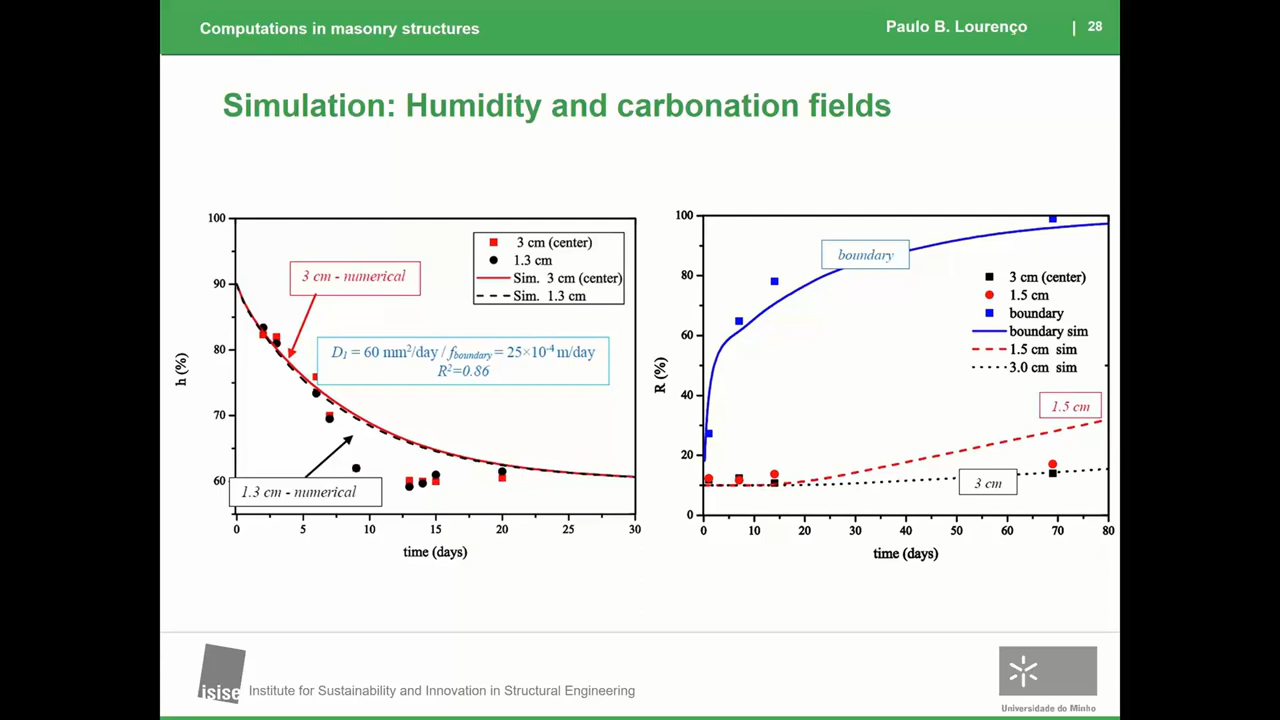 Computations in masonry structures
Paulo B. Lourenço | 28
Simulation: Humidity and carbonation fields
100
90
80
70
60
h (%)
0 5 10 15 20 25 30
time (days)
3 cm (center)
1.3 cm
Sim. 3 cm (center)
Sim. 1.3 cm
3 cm - numerical
D1 = 60 mm²/day / fboundary = 25×10⁻⁴ m/day
R²=0.86
1.3 cm - numerical
100
80
60
40
20
0
R (%)
0 10 20 30 40 50 60 70 80
time (days)
boundary
3 cm (center)
1.5 cm
boundary
boundary sim
1.5 cm sim
3.0 cm sim
1.5 cm
3 cm
isise
Institute for Sustainability and Innovation in Structural Engineering
Universidade do Minho